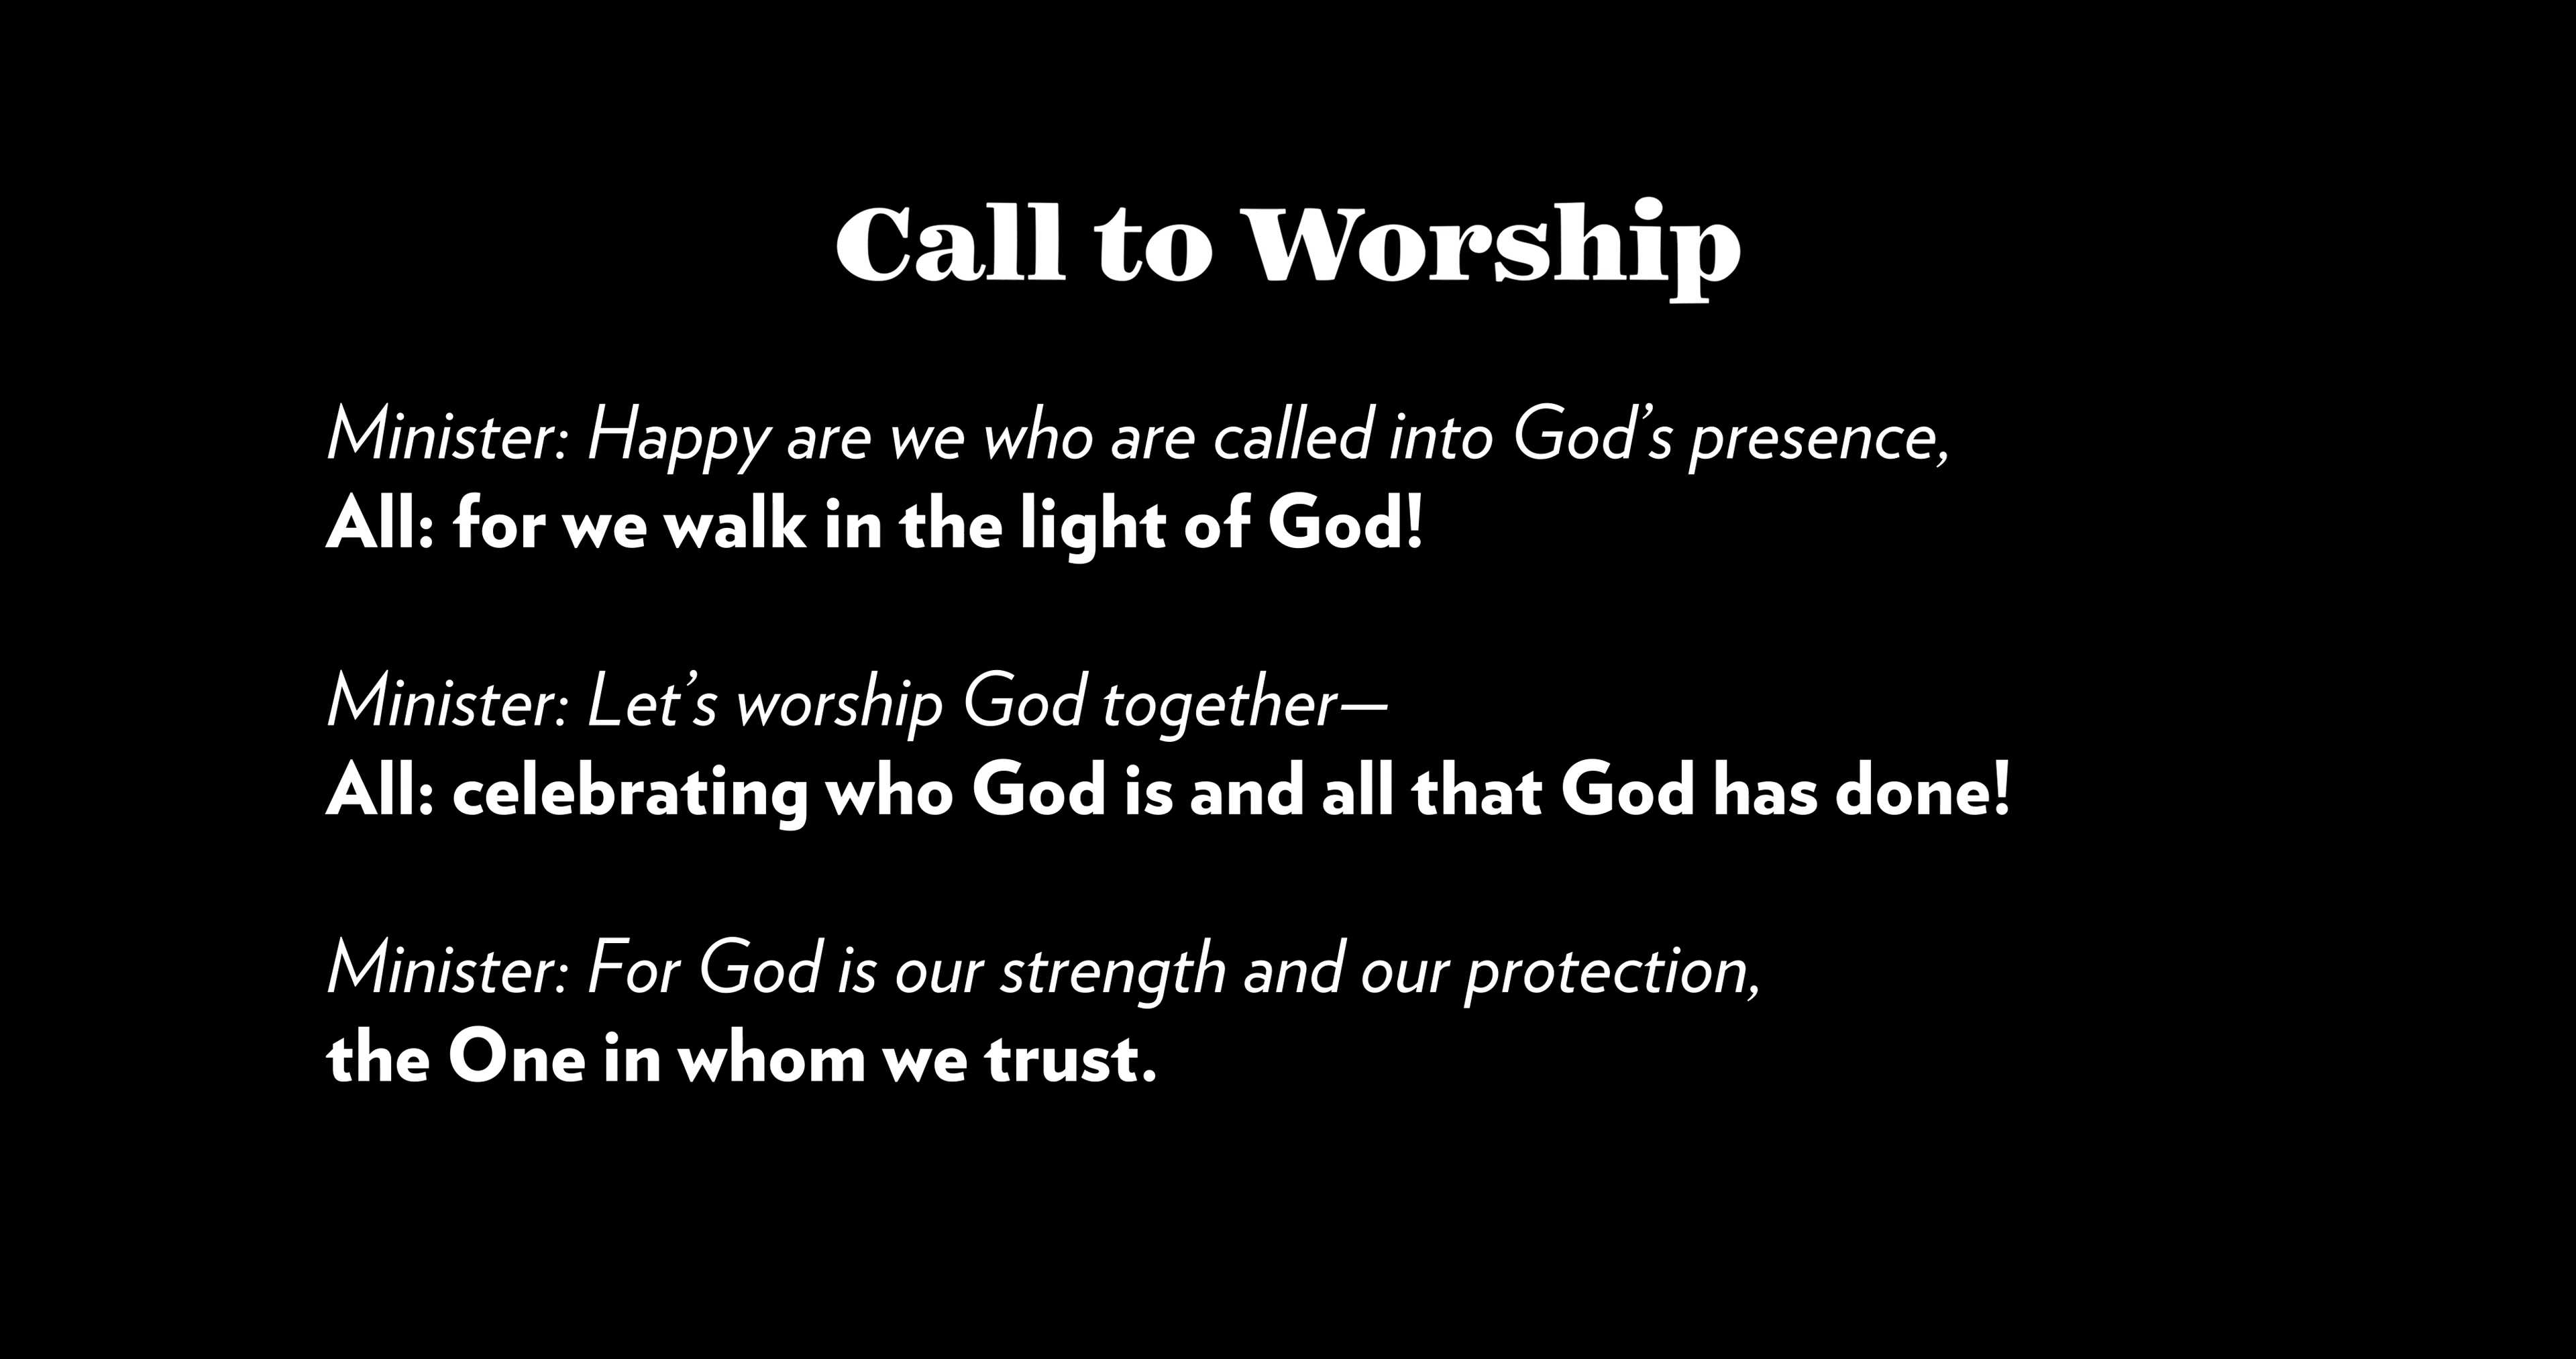 Call to Worship
Minister: Happy are we who are called into God’s presence,
All: for we walk in the light of God!
Minister: Let’s worship God together—
All: celebrating who God is and all that God has done!
Minister: For God is our strength and our protection,
the One in whom we trust.